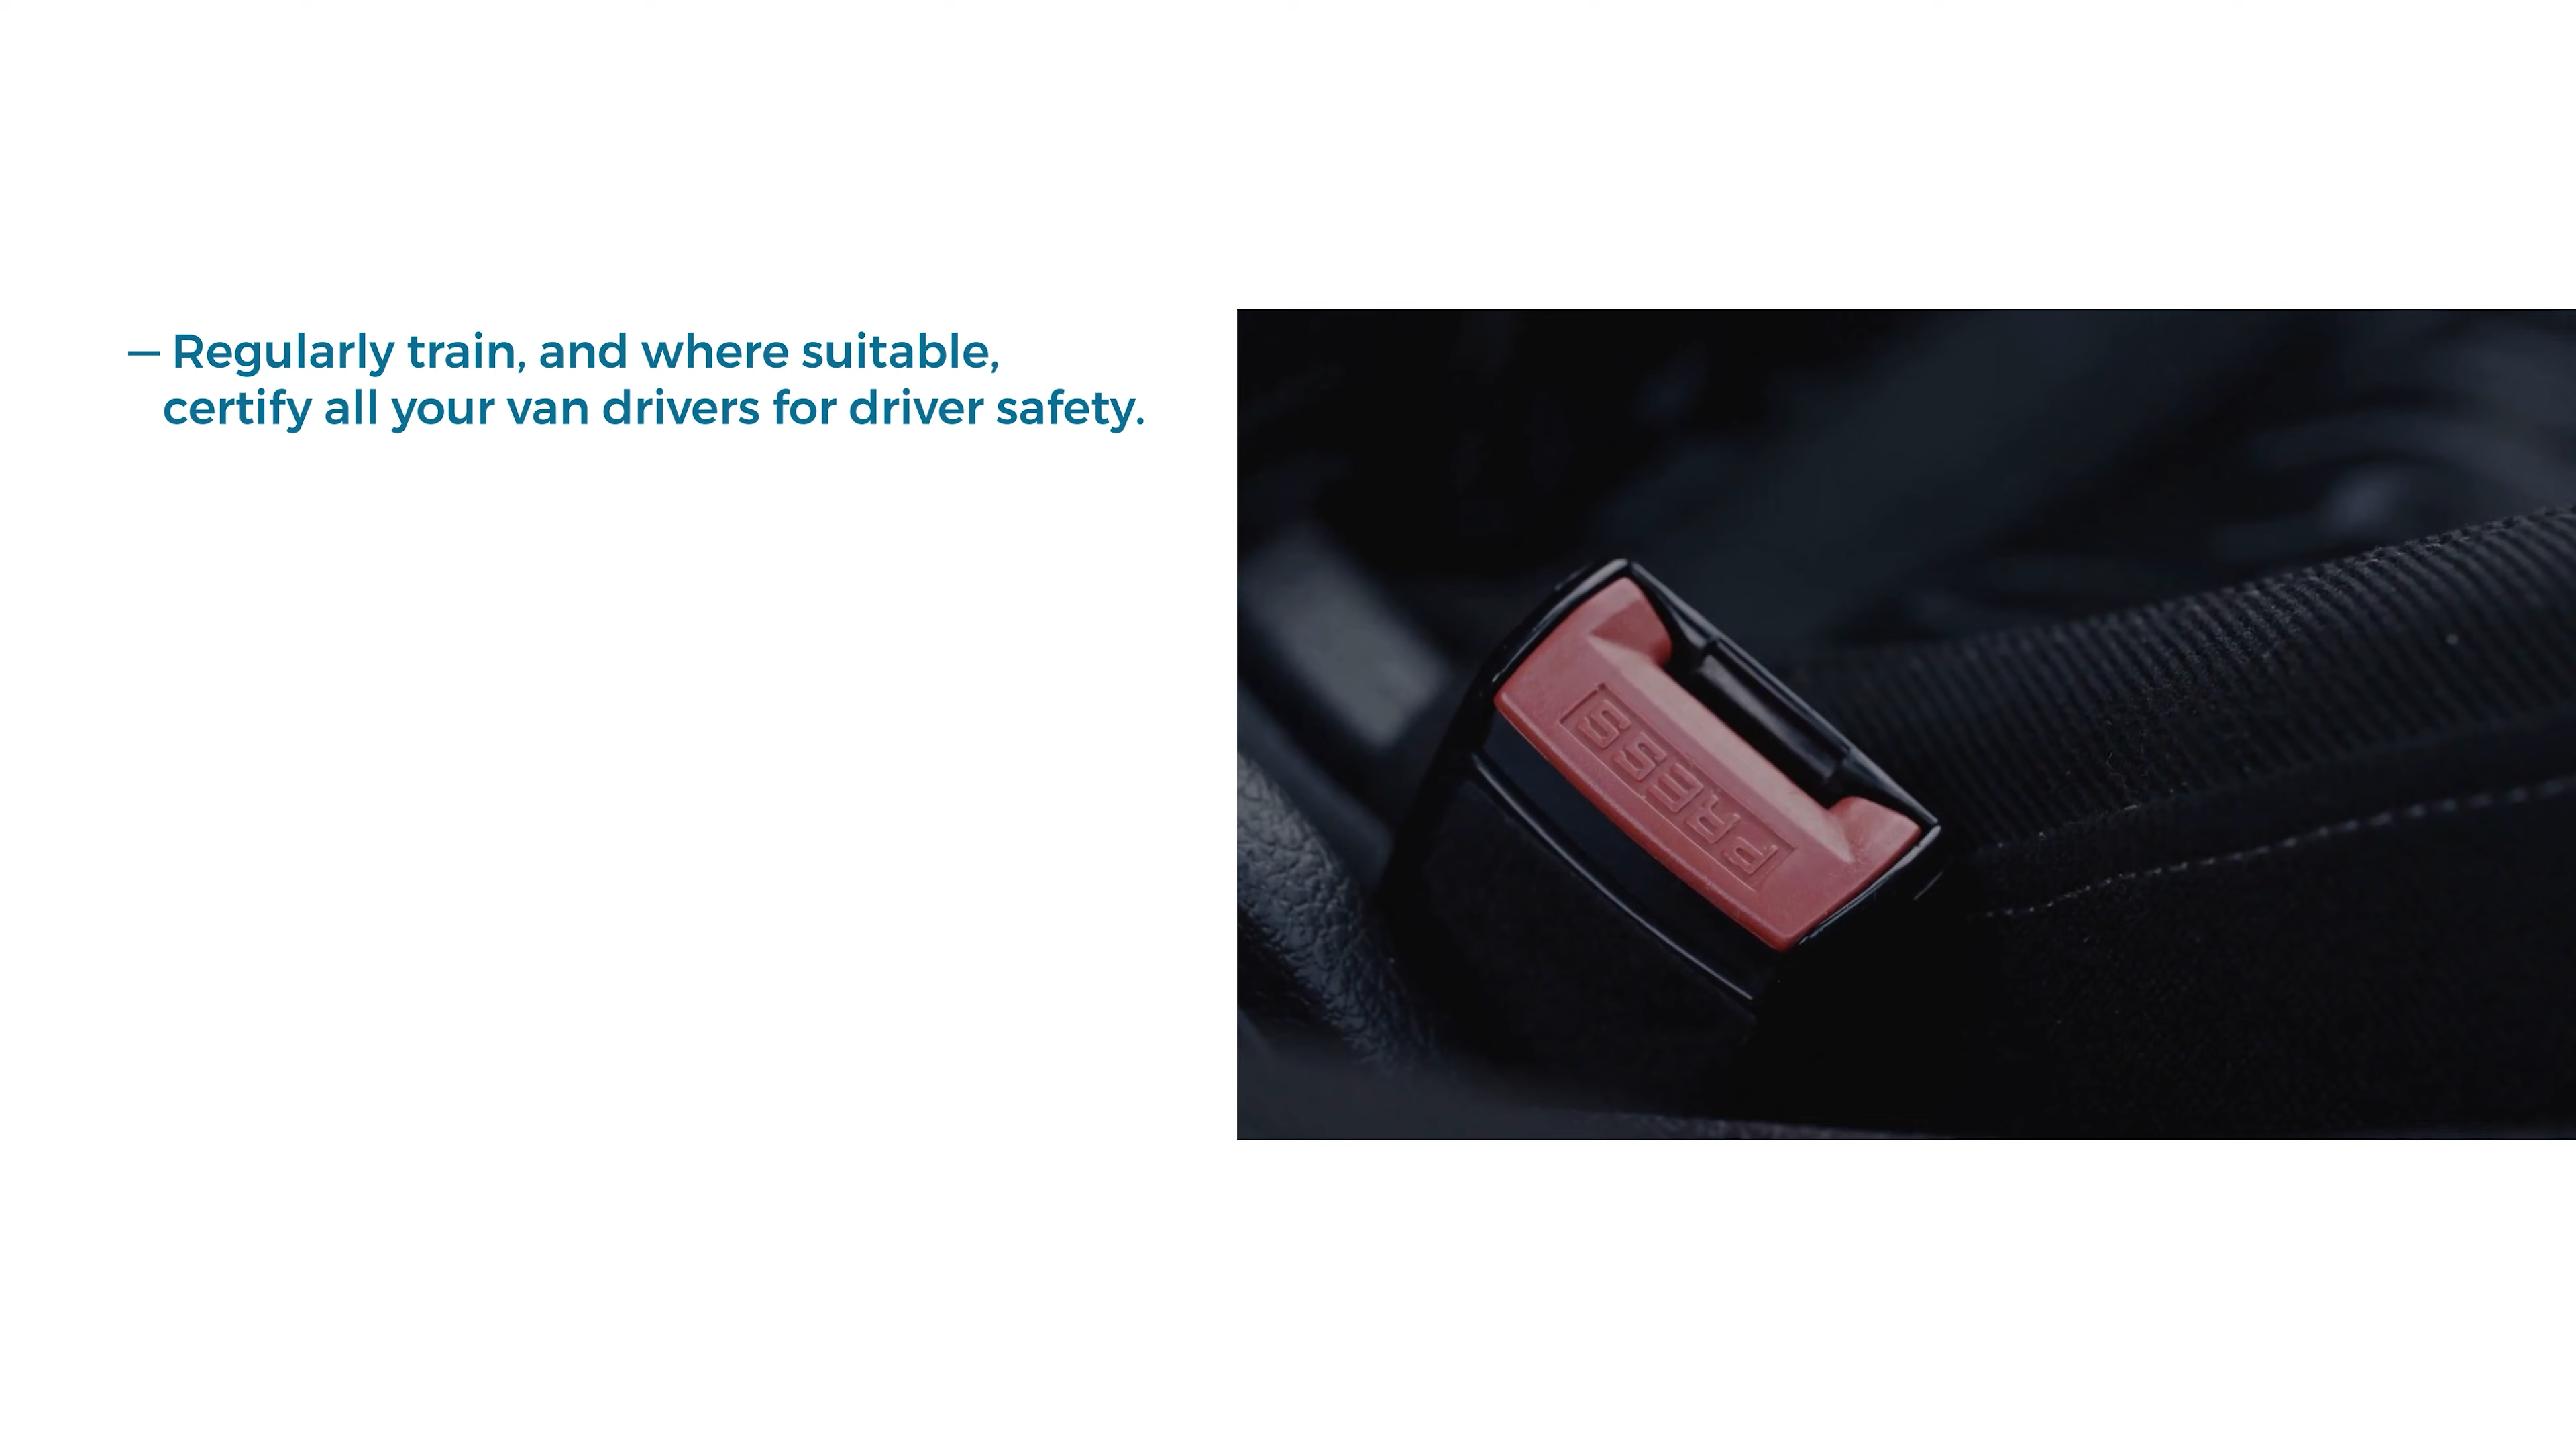 — Regularly train, and where suitable,
certify all your van drivers for driver safety.
PRESS